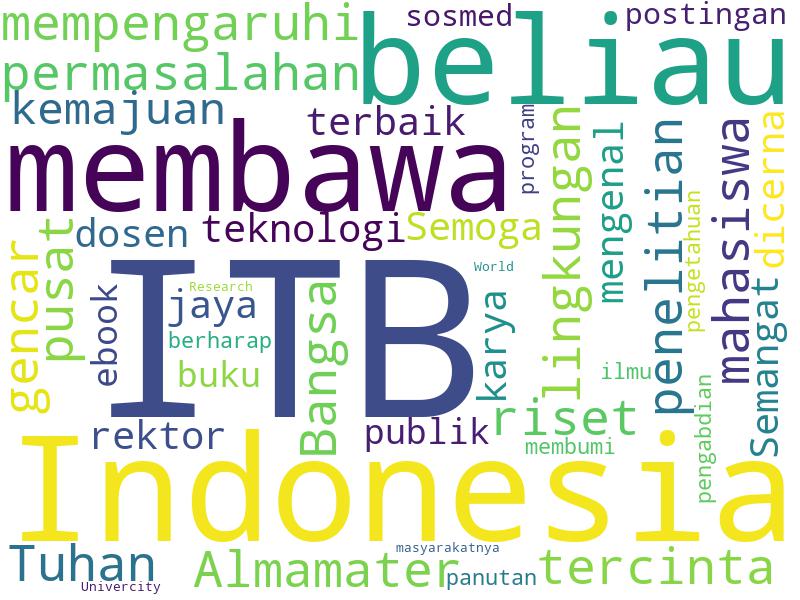 mempengaruhi
sosmed
postingan
beliau
permasalahan
kemajuan
terbaik
program
membawa
lingkungan
mengenal
penelitian
mahasiswa
dicerna
pengetahuan
dosen
teknologi
Semoga
pusat
gencar
ITB
World
Research
jaya
ebook
berharap
Bangsa
karya
buku
ilmu
Semangat
pengabdian
rektor
publik
riset
membumi
Indonesia
masyarakatnya
Tuhan
Univercity
Almamater
panutan
tercinta